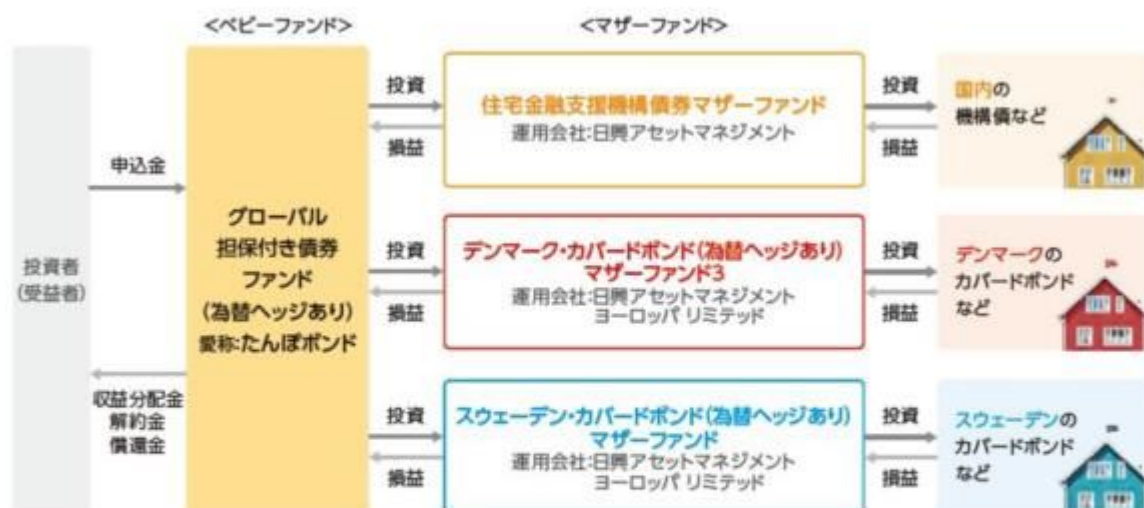 <ベビーファンド>
<マザーファンド>
投資者
(受益者)
申込金
収益分配金
解約金
償還金
グローバル
担保付き債券
ファンド
(為替ヘッジあり)
愛称:たんぽボンド
投資
損益
住宅金融支援機構債券マザーファンド
運用会社:日興アセットマネジメント
投資
損益
国内の
機構債など
投資
損益
デンマーク・カバードボンド(為替ヘッジあり)
マザーファンド3
運用会社:日興アセットマネジメント
ヨーロッパ リミテッド
投資
損益
デンマークの
カバードボンド
など
投資
損益
スウェーデン・カバードボンド(為替ヘッジあり)
マザーファンド
運用会社:日興アセットマネジメント
ヨーロッパ リミテッド
投資
損益
スウェーデンの
カバードボンド
など